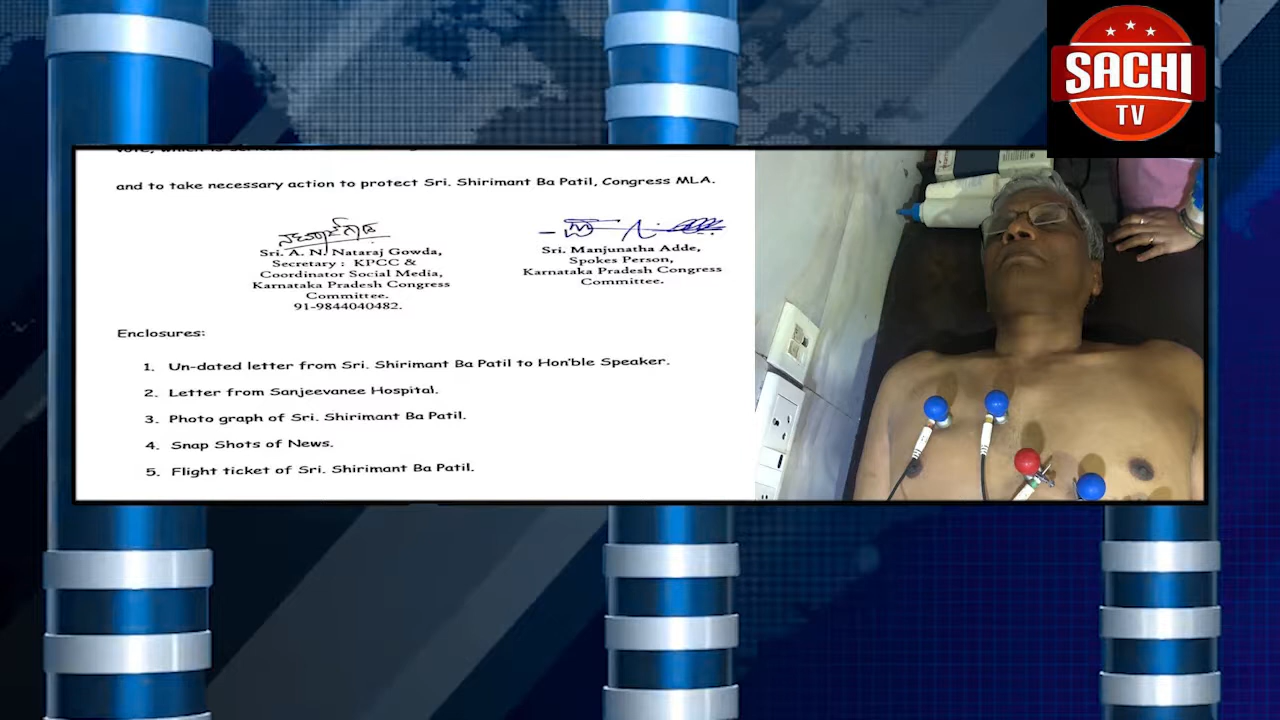 SACHI
TV
and to take necessary action to protect Sri. Shirimant Ba Patil, Congress MLA.
Sri. A. N. Nataraj Gowda,
Secretary : KPCC &
Coordinator Social Media,
Karnataka Pradesh Congress
Committee.
91-9844040482.
Sri. Manjunatha Adde,
Spokes Person,
Karnataka Pradesh Congress
Committee.
Enclosures:
1. Un-dated letter from Sri. Shirimant Ba Patil to Hon'ble Speaker.
2. Letter from Sanjeevanee Hospital.
3. Photo graph of Sri. Shirimant Ba Patil.
4. Snap Shots of News.
5. Flight ticket of Sri. Shirimant Ba Patil.